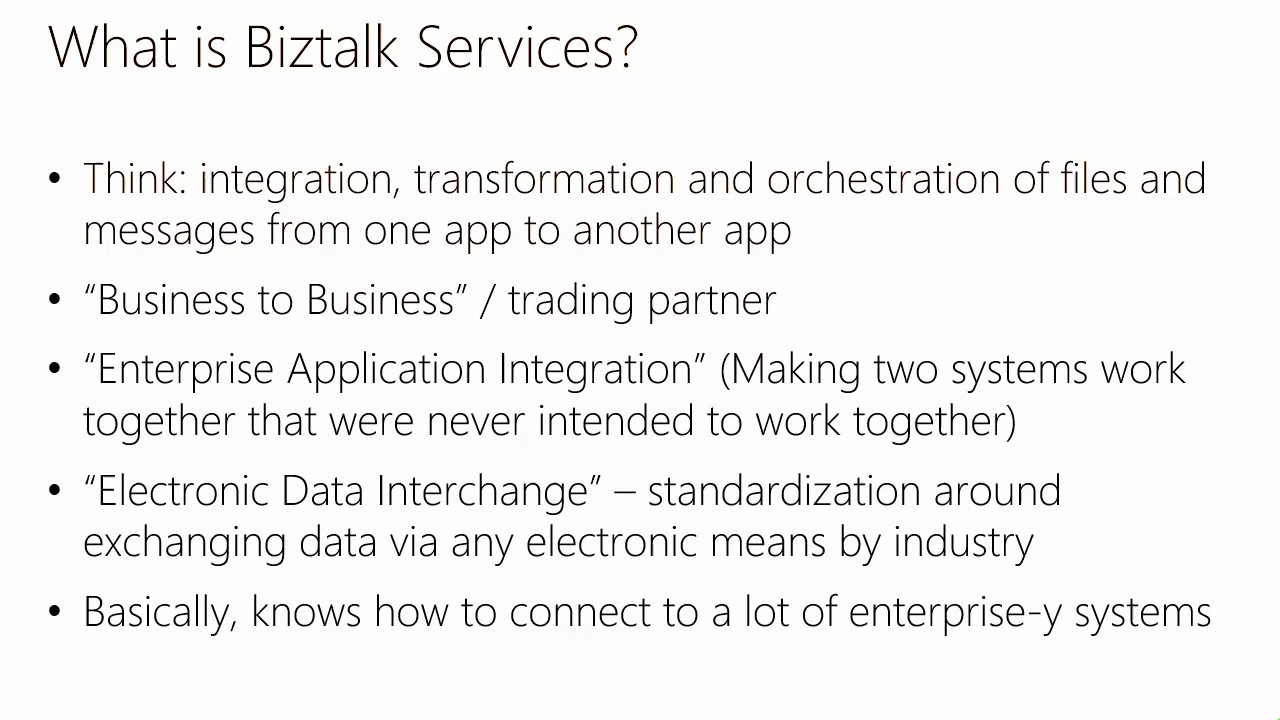 What is Biztalk Services?
• Think: integration, transformation and orchestration of files and
messages from one app to another app
• “Business to Business” / trading partner
• “Enterprise Application Integration” (Making two systems work
together that were never intended to work together)
• “Electronic Data Interchange” – standardization around
exchanging data via any electronic means by industry
• Basically, knows how to connect to a lot of enterprise-y systems